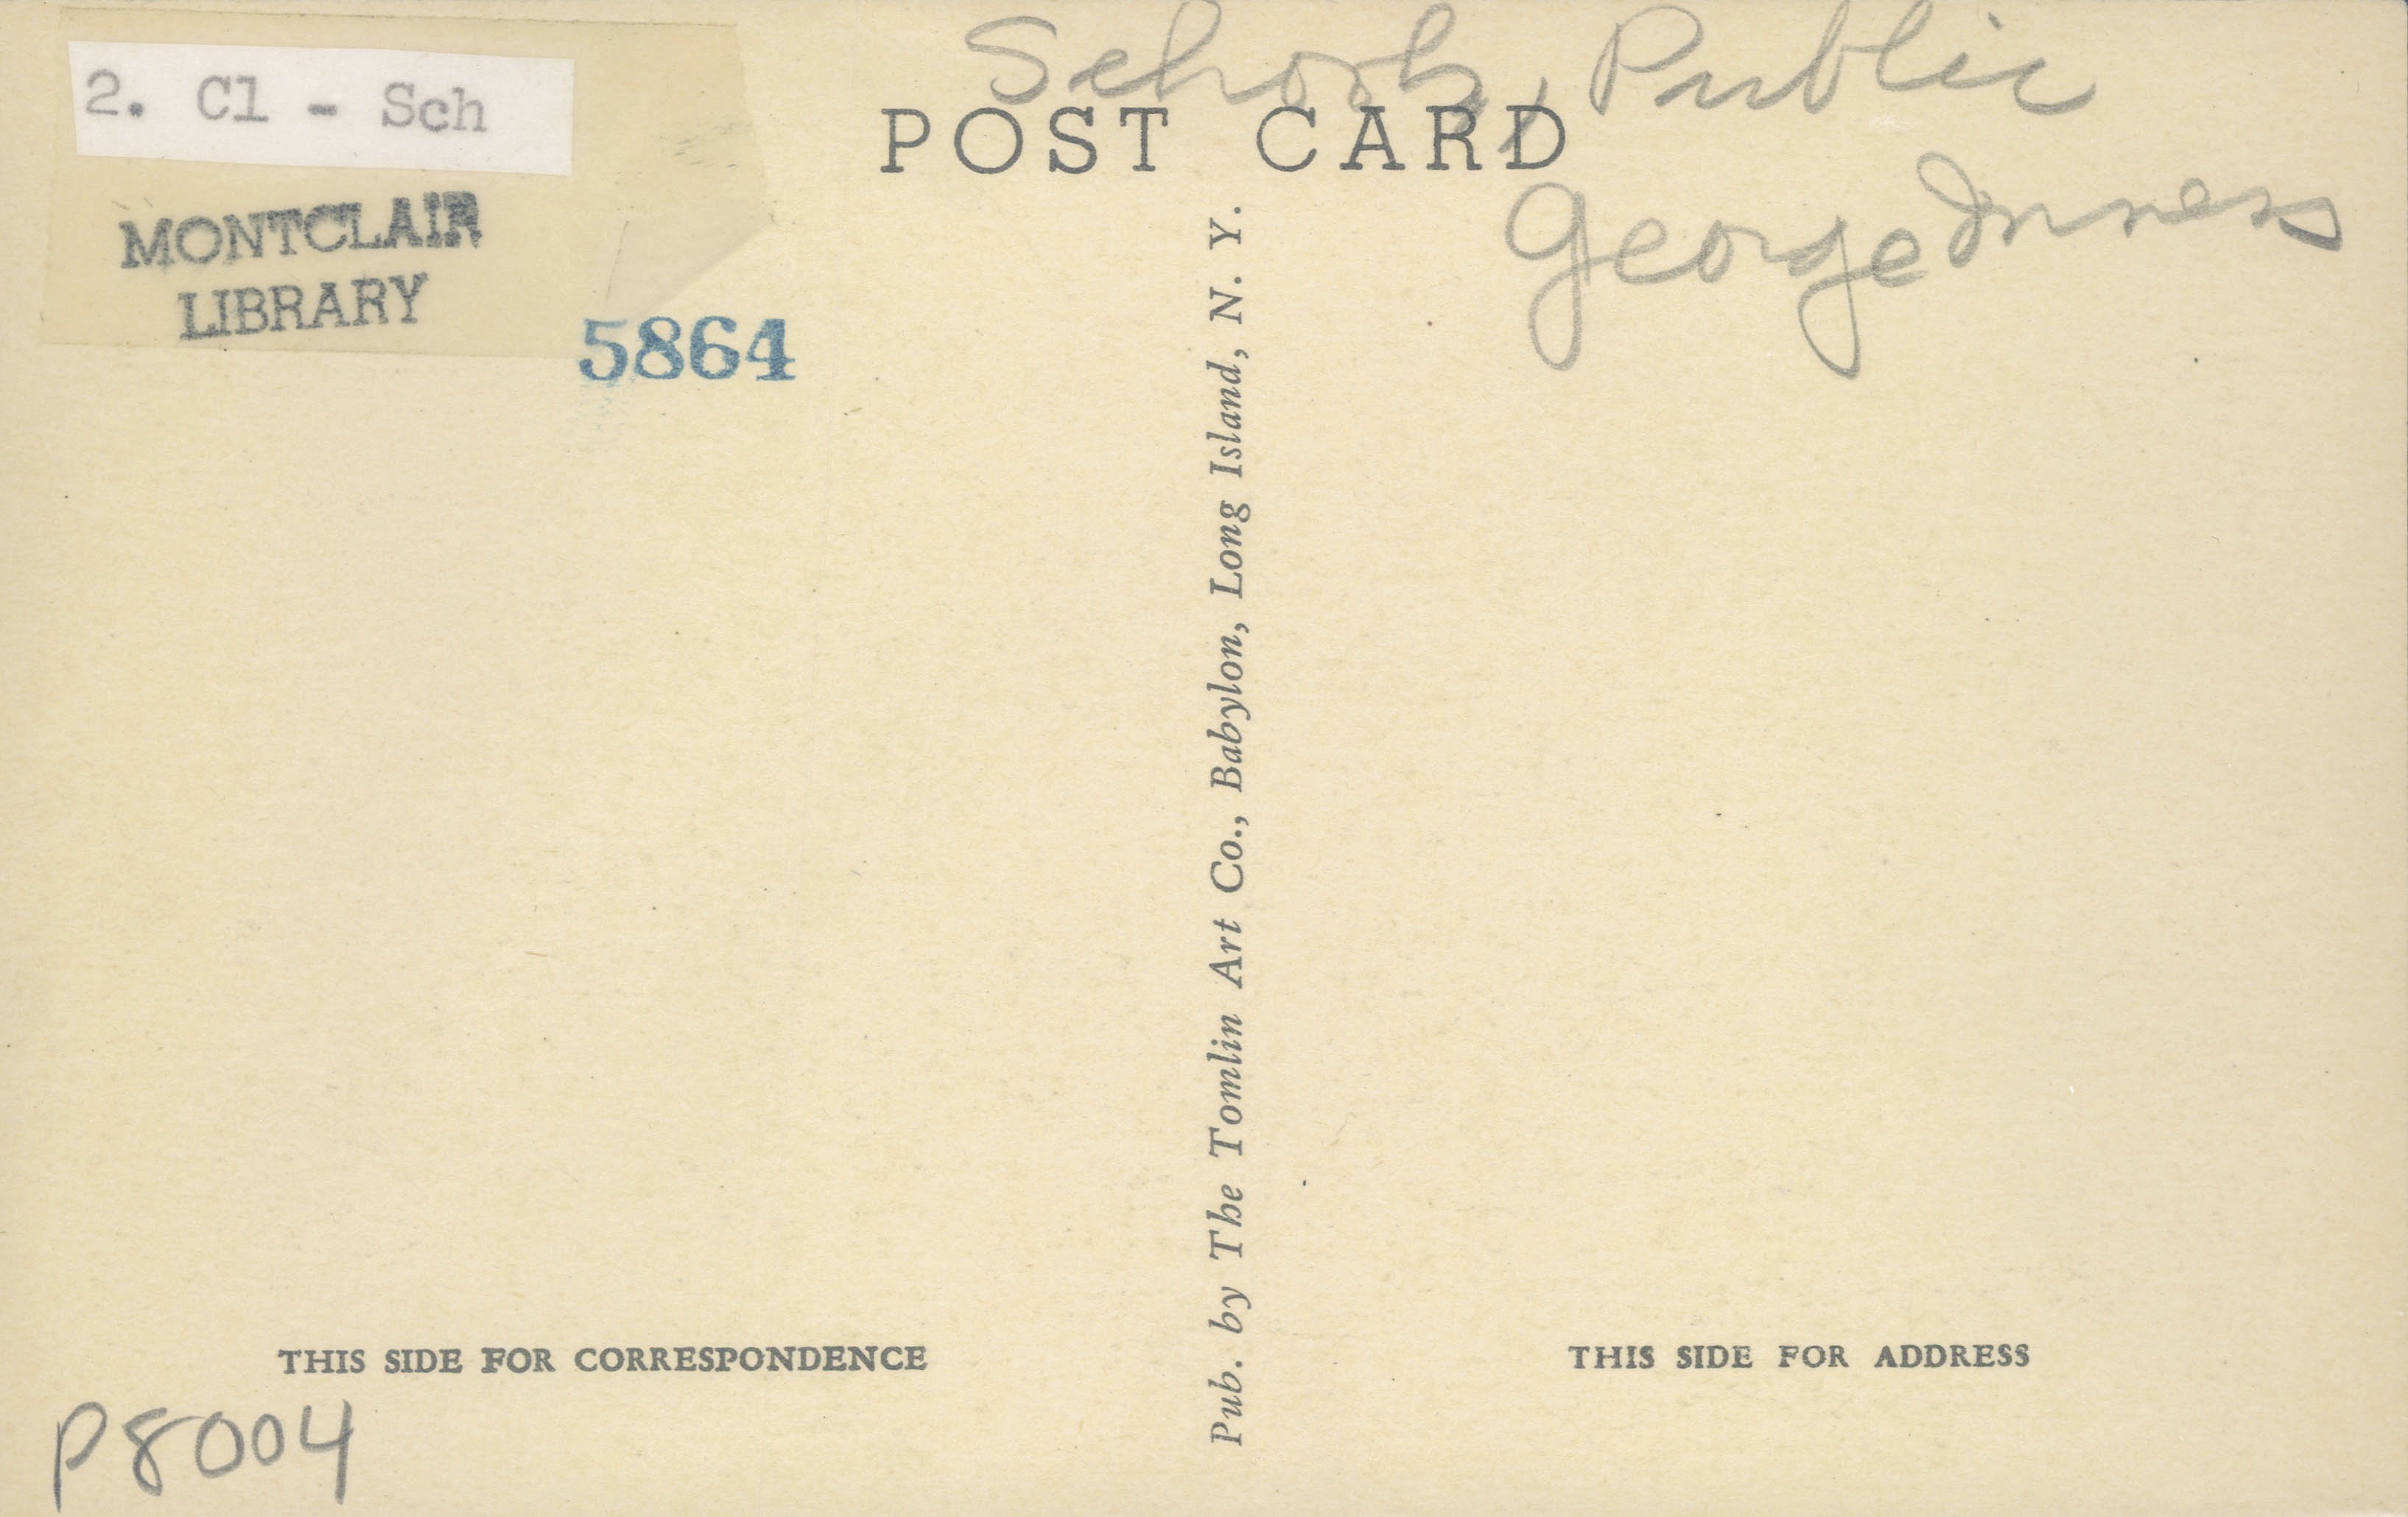 2. Cl - Sch
MONTCLAIR
LIBRARY
5864
Schools, Public
POST CARD
George Inness
Pub. by The Tomlin Art Co., Babylon, Long Island, N. Y.
THIS SIDE FOR CORRESPONDENCE
THIS SIDE FOR ADDRESS
P8004